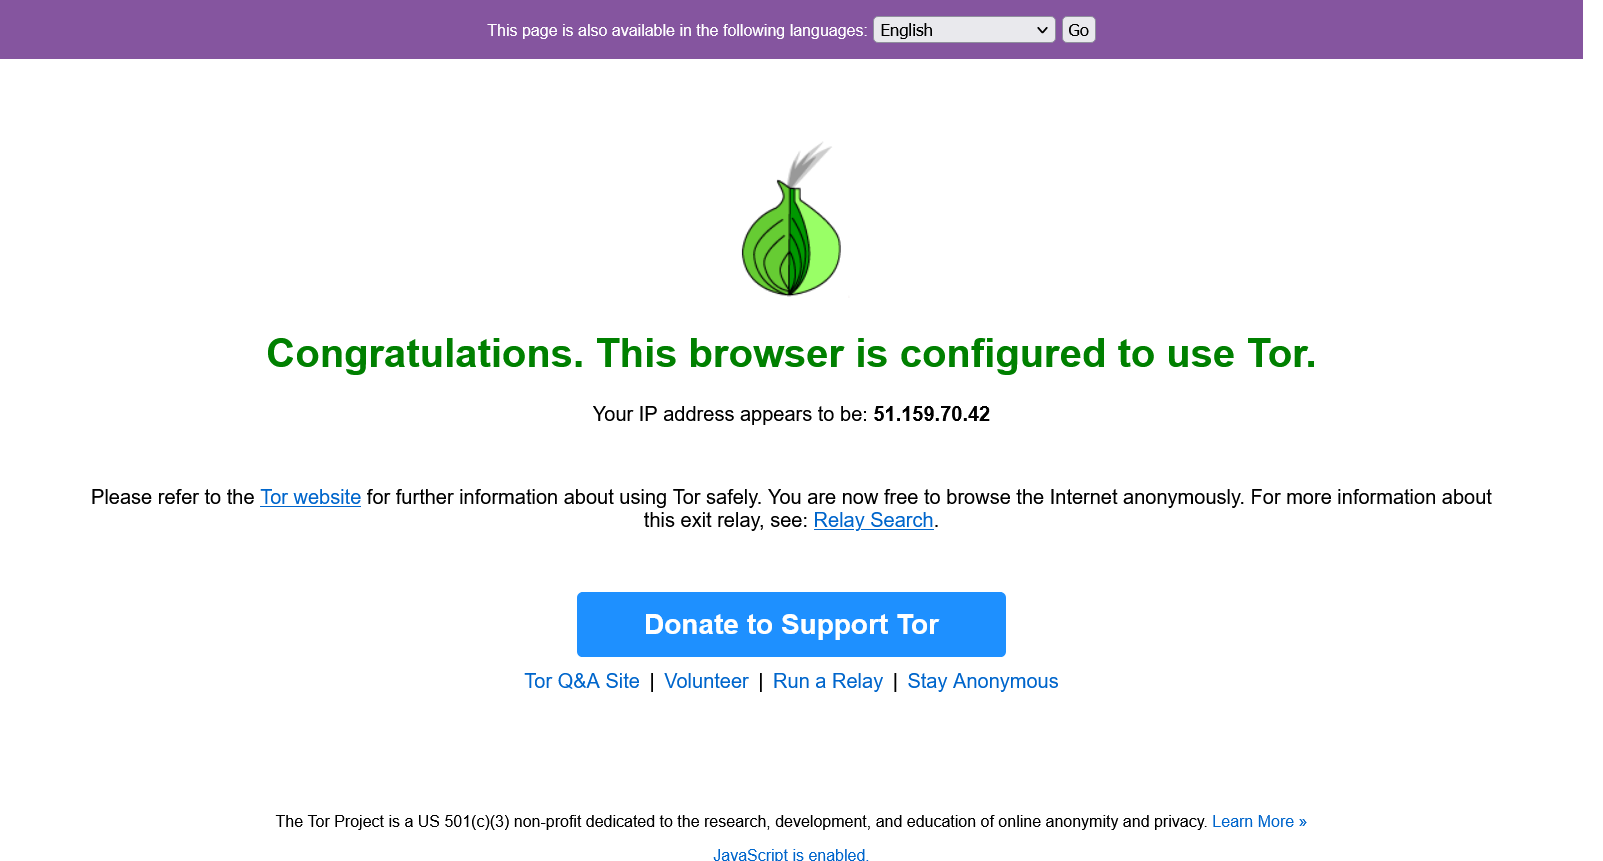 This page is also available in the following languages: English Go
Congratulations. This browser is configured to use Tor.
Your IP address appears to be: 51.159.70.42
Please refer to the Tor website for further information about using Tor safely. You are now free to browse the Internet anonymously. For more information about
this exit relay, see: Relay Search.
Donate to Support Tor
Tor Q&A Site | Volunteer | Run a Relay | Stay Anonymous
The Tor Project is a US 501(c)(3) non-profit dedicated to the research, development, and education of online anonymity and privacy. Learn More »
JavaScript is enabled.